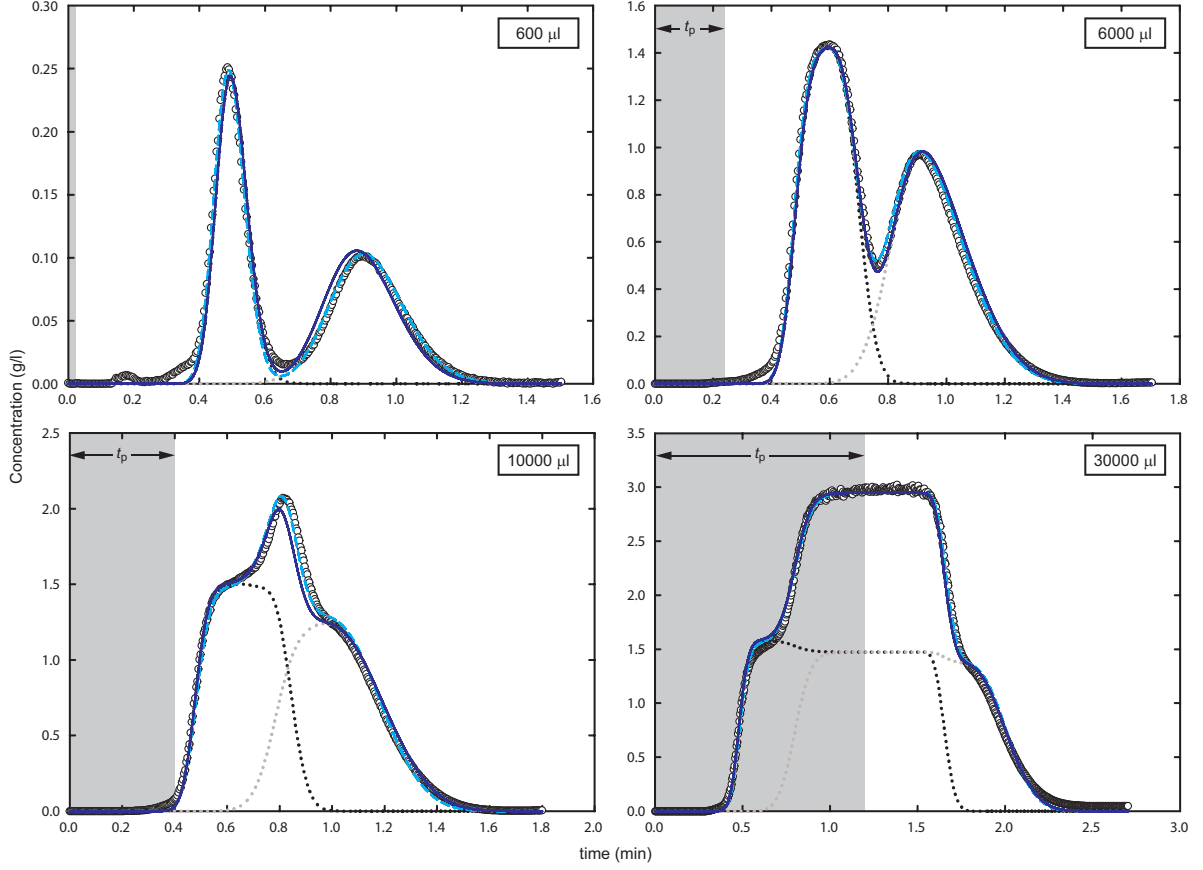 0.30
0.25
0.20
0.15
0.10
0.05
0.00
0.0 0.2 0.4 0.6 0.8 1.0 1.2 1.4 1.6
600 µl
1.6
1.4
1.2
1.0
0.8
0.6
0.4
0.2
0.0
0.0 0.2 0.4 0.6 0.8 1.0 1.2 1.4 1.6 1.8
tp
6000 µl
Concentration (g/l)
2.5
2.0
1.5
1.0
0.5
0.0
0.0 0.2 0.4 0.6 0.8 1.0 1.2 1.4 1.6 1.8 2.0
tp
10000 µl
3.5
3.0
2.5
2.0
1.5
1.0
0.5
0.0
0.0 0.5 1.0 1.5 2.0 2.5 3.0
tp
30000 µl
time (min)